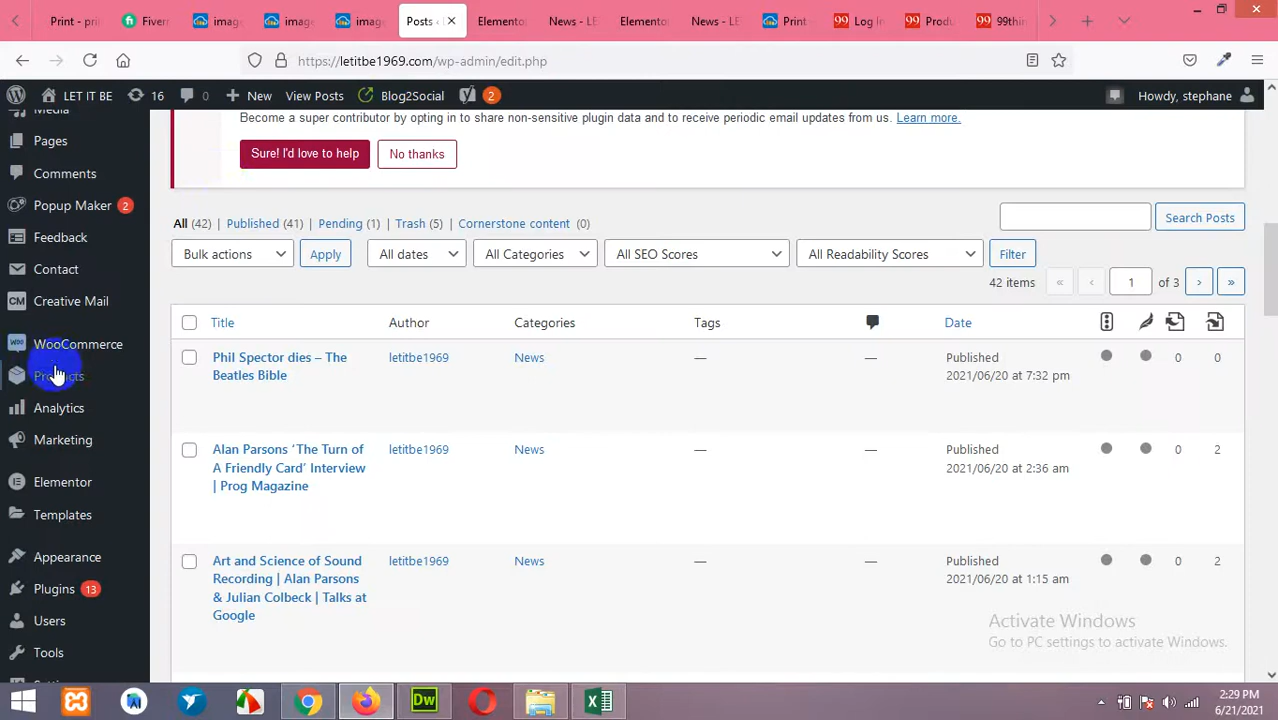 Print - pri
Fiverr
image
image
image
Posts ‹ L
Elementor
News - LE
Elementor
News - LE
Print -
Log In
Produ
99thin
https://letitbe1969.com/wp-admin/edit.php
LET IT BE
16
0
New
View Posts
Blog2Social
2
Howdy, stephane
Media
Pages
Comments
Popup Maker 2
Feedback
Contact
CM Creative Mail
WooCommerce
Products
Analytics
Marketing
Elementor
Templates
Appearance
Plugins 13
Users
Tools
Become a super contributor by opting in to share non-sensitive plugin data and to receive periodic email updates from us. Learn more.
Sure! I'd love to help
No thanks
All (42) | Published (41) | Pending (1) | Trash (5) | Cornerstone content (0)
Search Posts
Bulk actions
Apply
All dates
All Categories
All SEO Scores
All Readability Scores
Filter
42 items « ‹ 1 of 3 › »
Title Author Categories Tags Date
Phil Spector dies – The letitbe1969 News — — Published 0 0
Beatles Bible 2021/06/20 at 7:32 pm
Alan Parsons ‘The Turn of letitbe1969 News — — Published 0 2
A Friendly Card’ Interview 2021/06/20 at 2:36 am
| Prog Magazine
Art and Science of Sound letitbe1969 News — — Published 0 2
Recording | Alan Parsons 2021/06/20 at 1:15 am
& Julian Colbeck | Talks at
Google
Activate Windows
Go to PC settings to activate Windows.
Dw
2:29 PM
6/21/2021